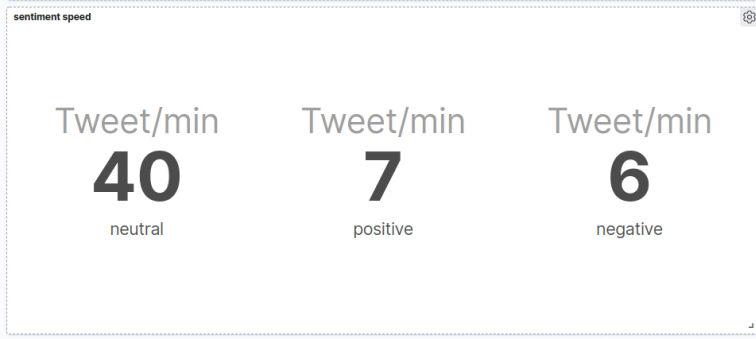 sentiment speed
Tweet/min Tweet/min Tweet/min
40 7 6
neutral positive negative